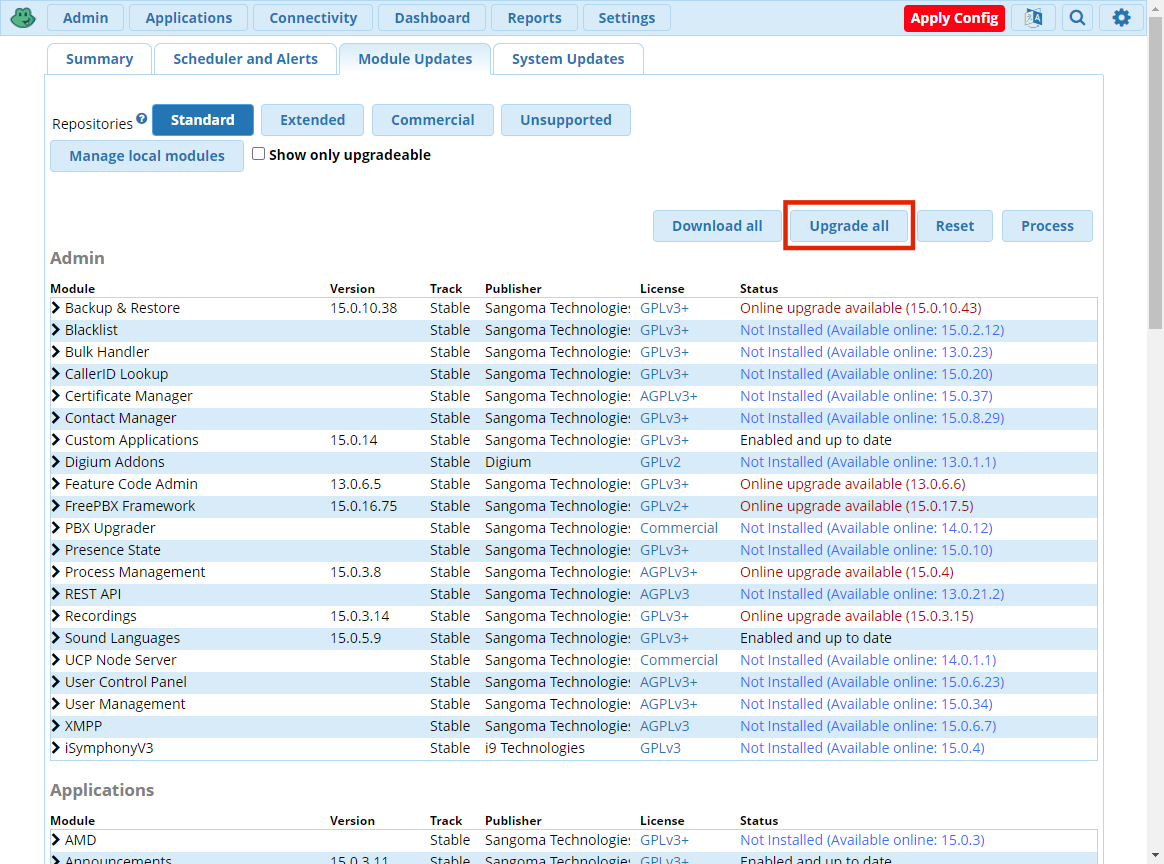 Admin Applications Connectivity Dashboard Reports Settings Apply Config
Summary Scheduler and Alerts Module Updates System Updates
Repositories ? Standard Extended Commercial Unsupported
Manage local modules Show only upgradeable
Download all Upgrade all Reset Process
Admin
Module Version Track Publisher License Status
Backup & Restore 15.0.10.38 Stable Sangoma Technologies GPLv3+ Online upgrade available (15.0.10.43)
Blacklist Stable Sangoma Technologies GPLv3+ Not Installed (Available online: 15.0.2.12)
Bulk Handler Stable Sangoma Technologies GPLv3+ Not Installed (Available online: 13.0.23)
CallerID Lookup Stable Sangoma Technologies GPLv3+ Not Installed (Available online: 15.0.20)
Certificate Manager Stable Sangoma Technologies AGPLv3+ Not Installed (Available online: 15.0.37)
Contact Manager Stable Sangoma Technologies GPLv3+ Not Installed (Available online: 15.0.8.29)
Custom Applications 15.0.14 Stable Sangoma Technologies GPLv3+ Enabled and up to date
Digium Addons Stable Digium GPLv2 Not Installed (Available online: 13.0.1.1)
Feature Code Admin 13.0.6.5 Stable Sangoma Technologies GPLv3+ Online upgrade available (13.0.6.6)
FreePBX Framework 15.0.16.75 Stable Sangoma Technologies GPLv2+ Online upgrade available (15.0.17.5)
PBX Upgrader Stable Sangoma Technologies Commercial Not Installed (Available online: 14.0.12)
Presence State Stable Sangoma Technologies GPLv3+ Not Installed (Available online: 15.0.10)
Process Management 15.0.3.8 Stable Sangoma Technologies AGPLv3+ Online upgrade available (15.0.4)
REST API Stable Sangoma Technologies AGPLv3 Not Installed (Available online: 13.0.21.2)
Recordings 15.0.3.14 Stable Sangoma Technologies GPLv3+ Online upgrade available (15.0.3.15)
Sound Languages 15.0.5.9 Stable Sangoma Technologies GPLv3+ Enabled and up to date
UCP Node Server Stable Sangoma Technologies Commercial Not Installed (Available online: 14.0.1.1)
User Control Panel Stable Sangoma Technologies AGPLv3+ Not Installed (Available online: 15.0.6.23)
User Management Stable Sangoma Technologies AGPLv3+ Not Installed (Available online: 15.0.34)
XMPP Stable Sangoma Technologies AGPLv3 Not Installed (Available online: 15.0.6.7)
iSymphonyV3 Stable i9 Technologies GPLv3 Not Installed (Available online: 15.0.4)
Applications
Module Version Track Publisher License Status
AMD Stable Sangoma Technologies GPLv3+ Not Installed (Available online: 15.0.3)
Announcements 15.0.3.11 Stable Sangoma Technologies GPLv3+ Enabled and up to date